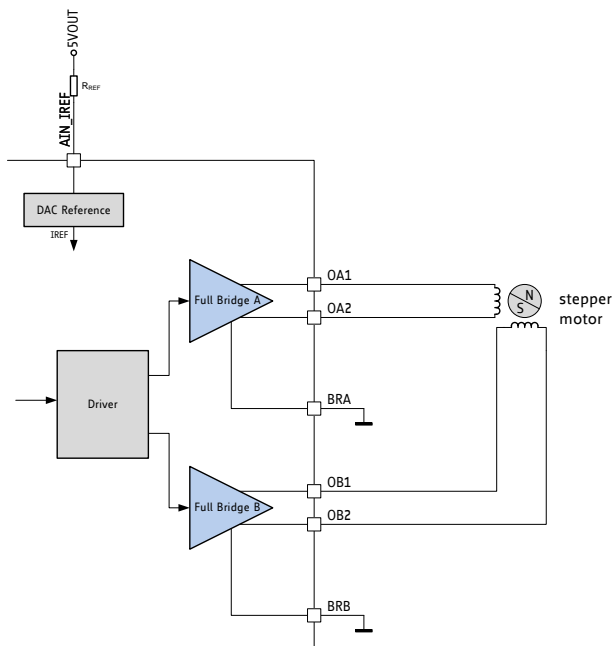 5VOUT
RREF
AIN_IREF
DAC Reference
IREF
OA1
Full Bridge A
OA2
N
S
stepper
motor
BRA
Driver
OB1
Full Bridge B
OB2
BRB